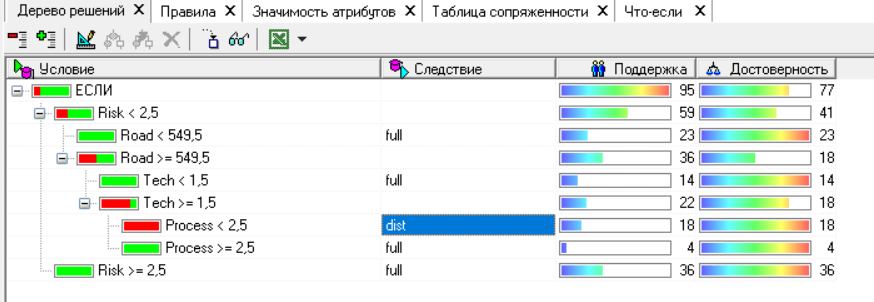 Дерево решений X Правила X Значимость атрибутов X Таблица сопряженности X Что-если X
Условие Следствие Поддержка Достоверность
ЕСЛИ 95 77
Risk < 2,5 59 41
Road < 549,5 full 23 23
Road >= 549,5 36 18
Tech < 1,5 full 14 14
Tech >= 1,5 22 18
Process < 2,5 dist 18 18
Process >= 2,5 full 4 4
Risk >= 2,5 full 36 36